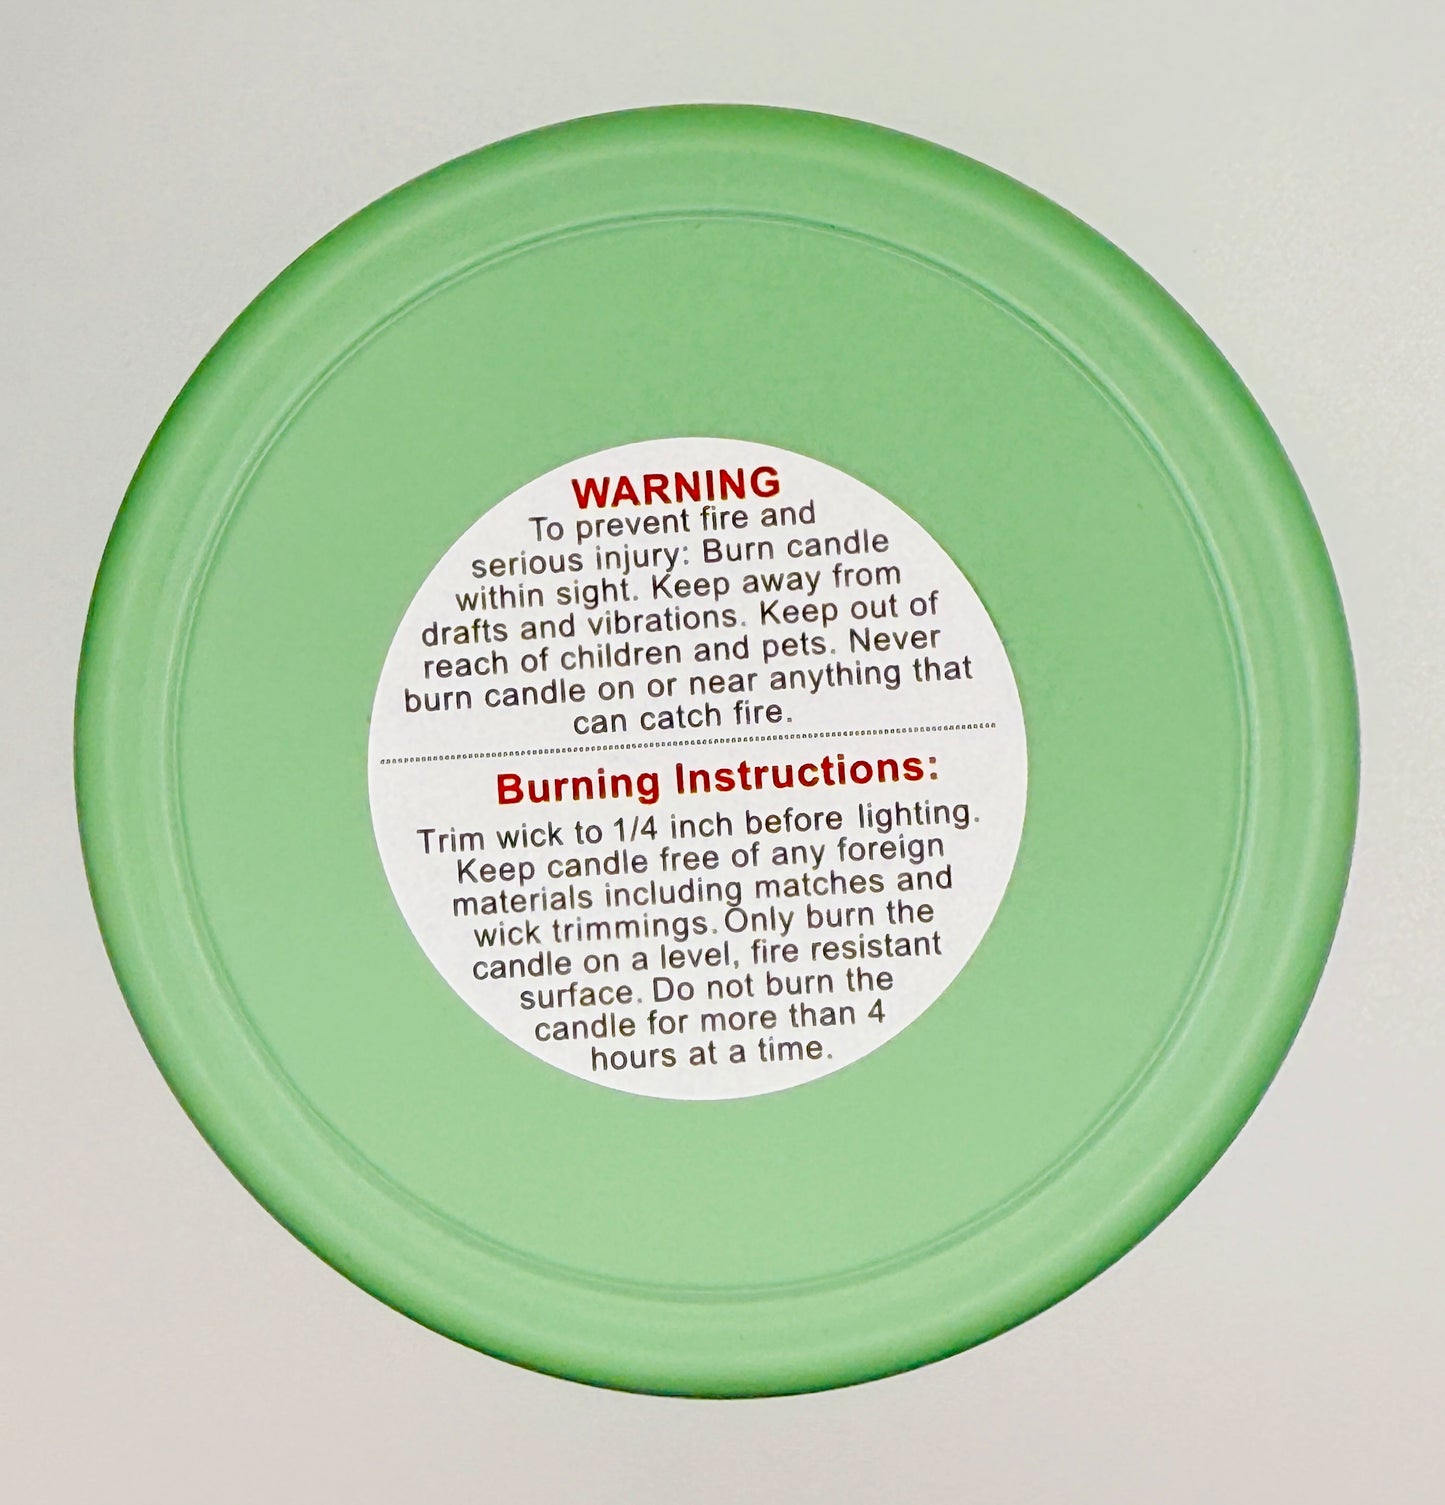 WARNING
To prevent fire and
serious injury: Burn candle
within sight. Keep away from
drafts and vibrations. Keep out of
reach of children and pets. Never
burn candle on or near anything that
can catch fire.
Burning Instructions:
Trim wick to 1/4 inch before lighting.
Keep candle free of any foreign
materials including matches and
wick trimmings. Only burn the
candle on a level, fire resistant
surface. Do not burn the
candle for more than 4
hours at a time.